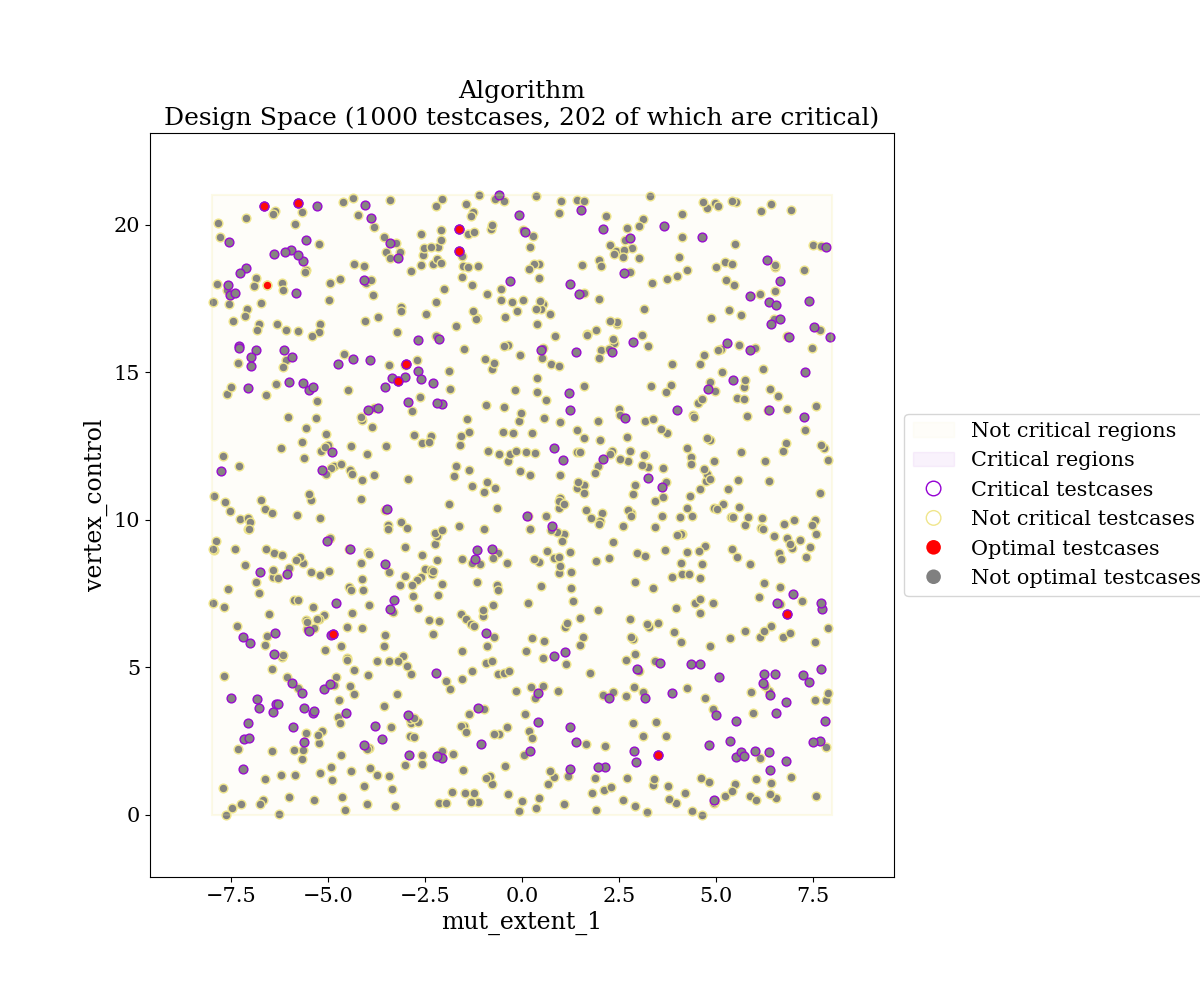 Algorithm
Design Space (1000 testcases, 202 of which are critical)
20
15
10
5
0
vertex_control
−7.5 −5.0 −2.5 0.0 2.5 5.0 7.5
mut_extent_1
Not critical regions
Critical regions
Critical testcases
Not critical testcases
Optimal testcases
Not optimal testcases